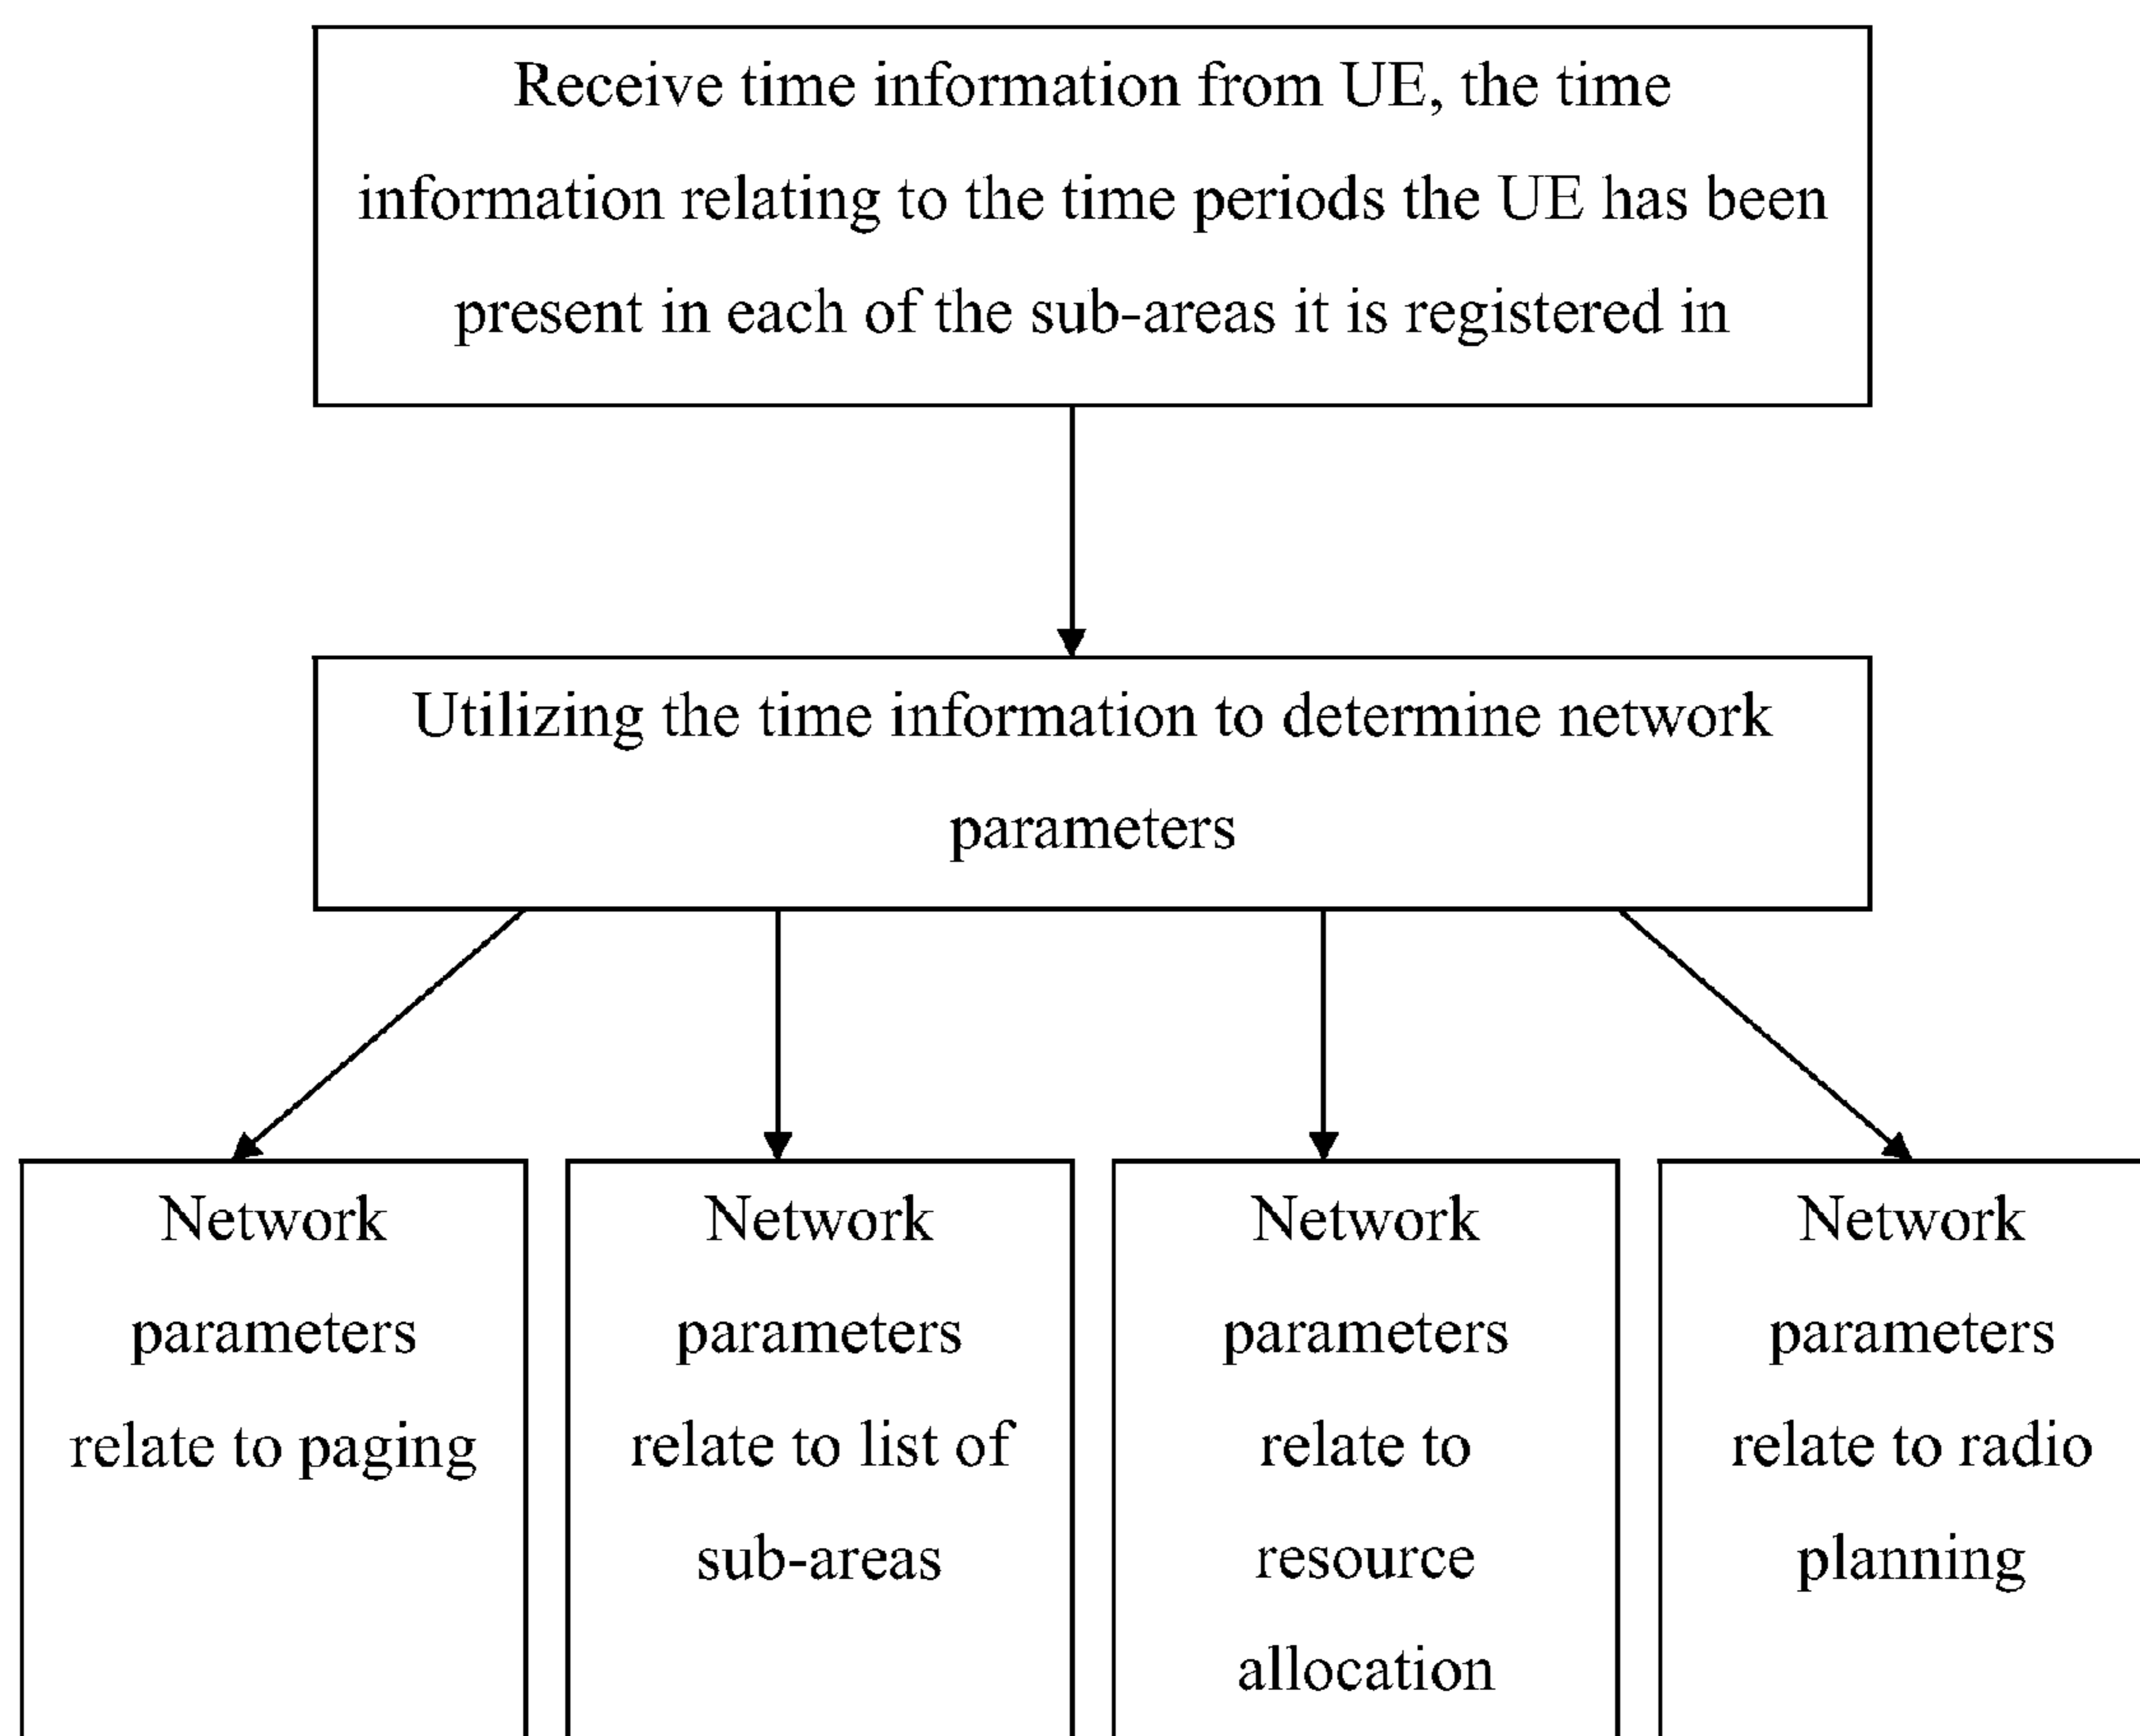 Receive time information from UE, the time
information relating to the time periods the UE has been
present in each of the sub-areas it is registered in
Utilizing the time information to determine network
parameters
Network
parameters
relate to paging
Network
parameters
relate to list of
sub-areas
Network
parameters
relate to
resource
allocation
Network
parameters
relate to radio
planning